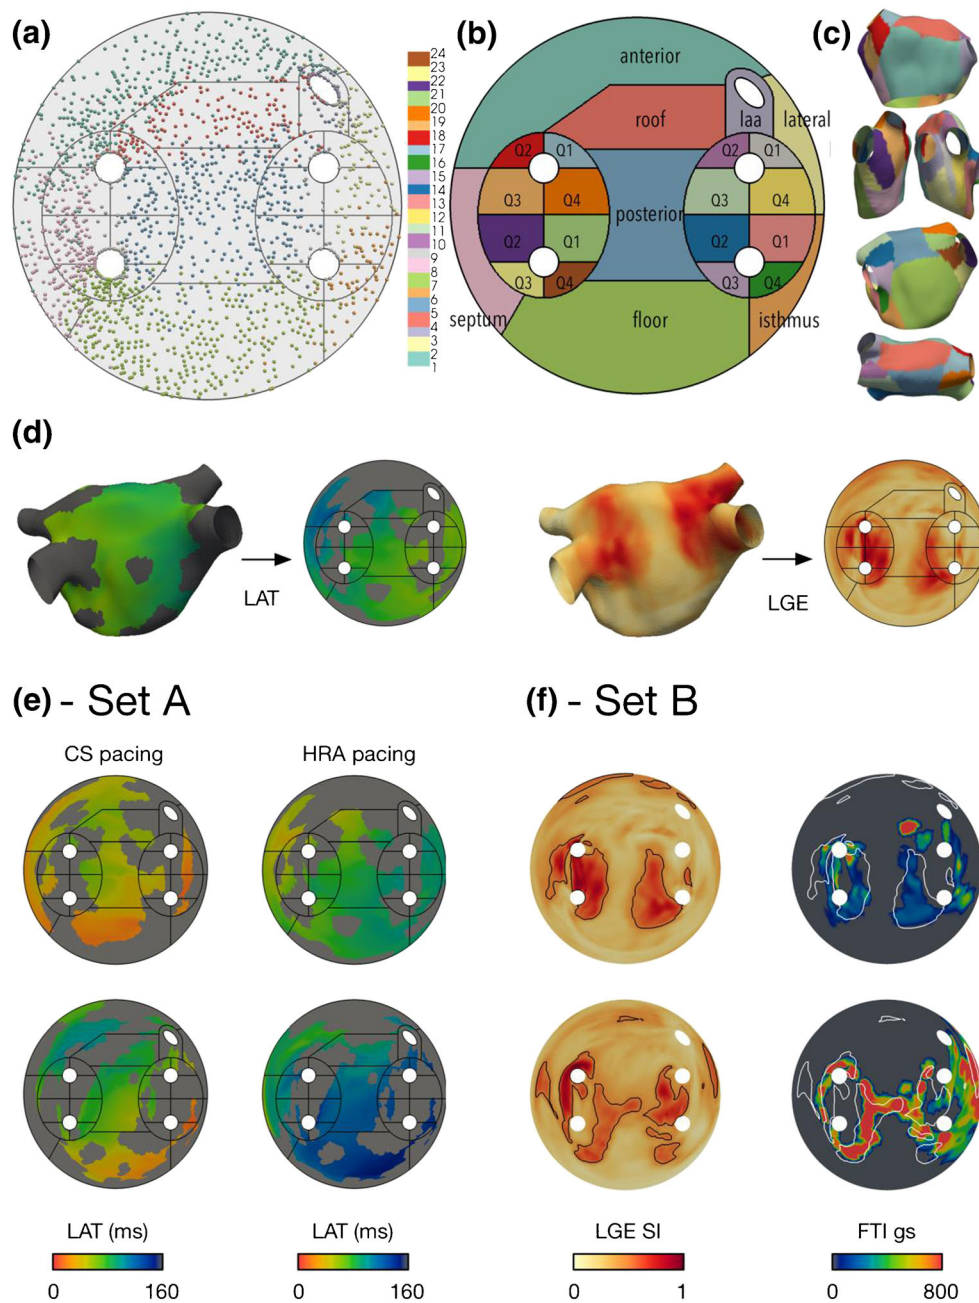 (a)
24
23
22
21
20
19
18
17
16
15
14
13
12
11
10
9
8
7
6
5
4
3
2
1
(b)
anterior
roof
laa
lateral
Q2
Q1
Q2
Q1
Q3
Q4
Q3
Q4
posterior
Q2
Q1
Q2
Q1
Q3
Q4
Q3
Q4
septum
floor
isthmus
(c)
(d)
LAT
LGE
(e) - Set A
CS pacing
HRA pacing
LAT (ms)
0
160
LAT (ms)
0
160
(f) - Set B
LGE SI
0
1
FTI gs
0
800